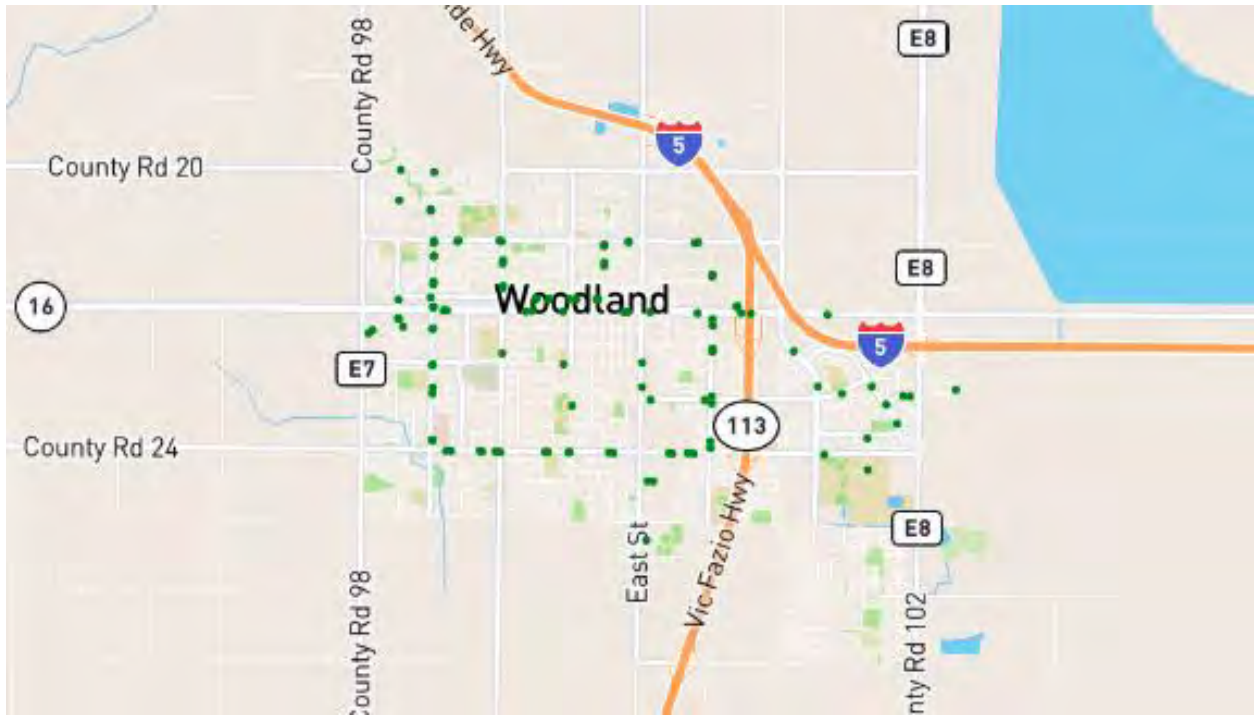 de Hwy
County Rd 98
E8
5
County Rd 20
E8
16
Woodland
5
E7
113
County Rd 24
E8
East St
Vic Fazio Hwy
County Rd 98
nty Rd 102